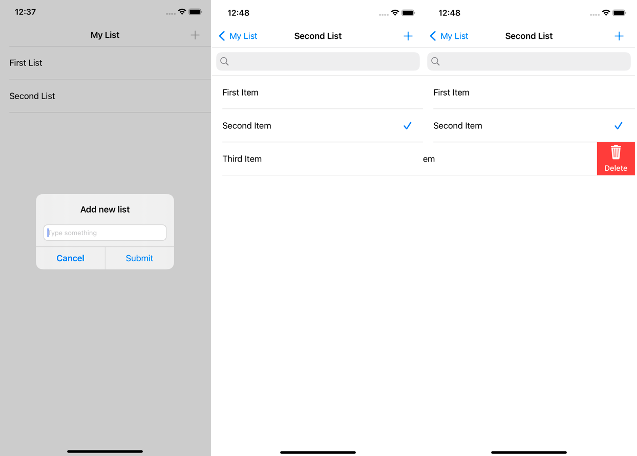 12:37
My List
First List
Second List
Add new list
Type something
Cancel Submit
12:48
My List Second List
First Item
Second Item
Third Item
12:48
My List Second List
First Item
Second Item
em
Delete